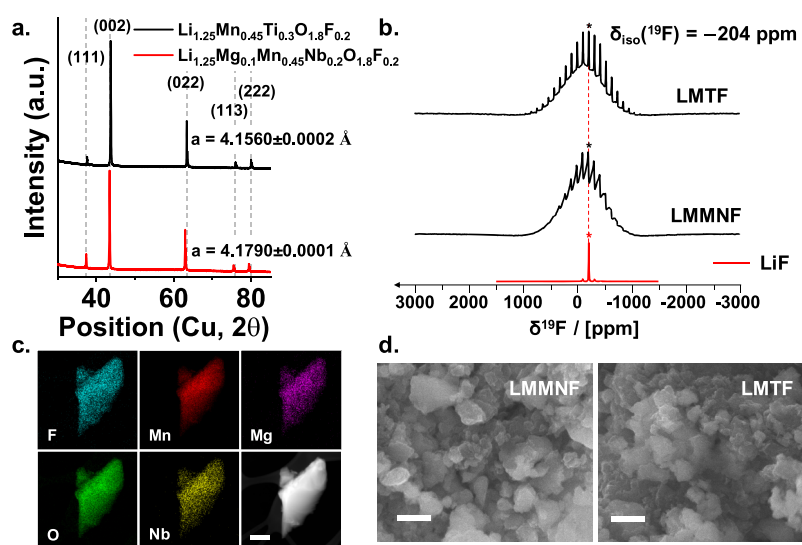 a.
Intensity (a.u.)
Li₁.₂₅Mn₀.₄₅Ti₀.₃O₁.₈F₀.₂
Li₁.₂₅Mg₀.₁Mn₀.₄₅Nb₀.₂O₁.₈F₀.₂
(002)
(111)
(022)
(222)
(113)
a = 4.1560±0.0002 Å
a = 4.1790±0.0001 Å
40 60 80
Position (Cu, 2θ)
b.
* δiso(¹⁹F) = −204 ppm
LMTF
*
LMMNF
*
LiF
3000 2000 1000 0 -1000 -2000 -3000
δ¹⁹F / [ppm]
c.
F Mn Mg
O Nb
d.
LMMNF LMTF